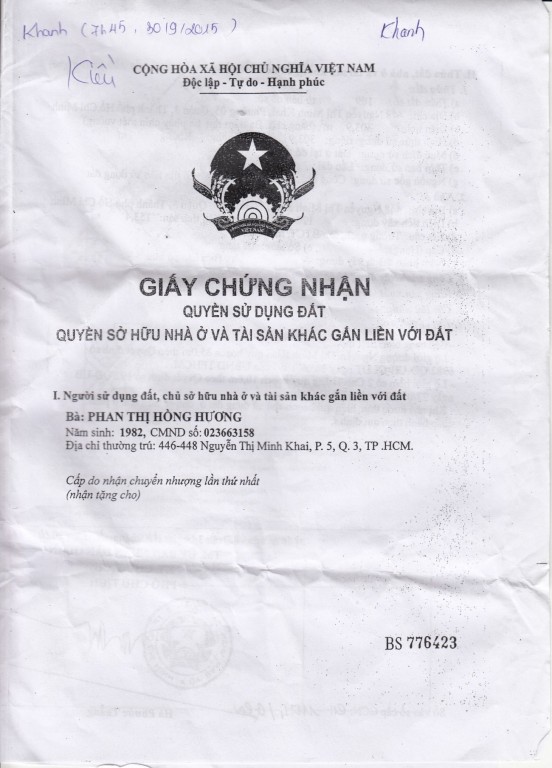 Khanh (7h45, 30/9/2015)
Khanh
Kiều
CỘNG HÒA XÃ HỘI CHỦ NGHĨA VIỆT NAM
Độc lập - Tự do - Hạnh phúc
VIỆT NAM
GIẤY CHỨNG NHẬN
QUYỀN SỬ DỤNG ĐẤT
QUYỀN SỞ HỮU NHÀ Ở VÀ TÀI SẢN KHÁC GẮN LIỀN VỚI ĐẤT
I. Người sử dụng đất, chủ sở hữu nhà ở và tài sản khác gắn liền với đất
Bà: PHAN THỊ HỒNG HƯƠNG
Năm sinh: 1982, CMND số: 023663158
Địa chỉ thường trú: 446-448 Nguyễn Thị Minh Khai, P. 5, Q. 3, TP .HCM.
Cấp do nhận chuyển nhượng lần thứ nhất
(nhận tặng cho)
BS 776423